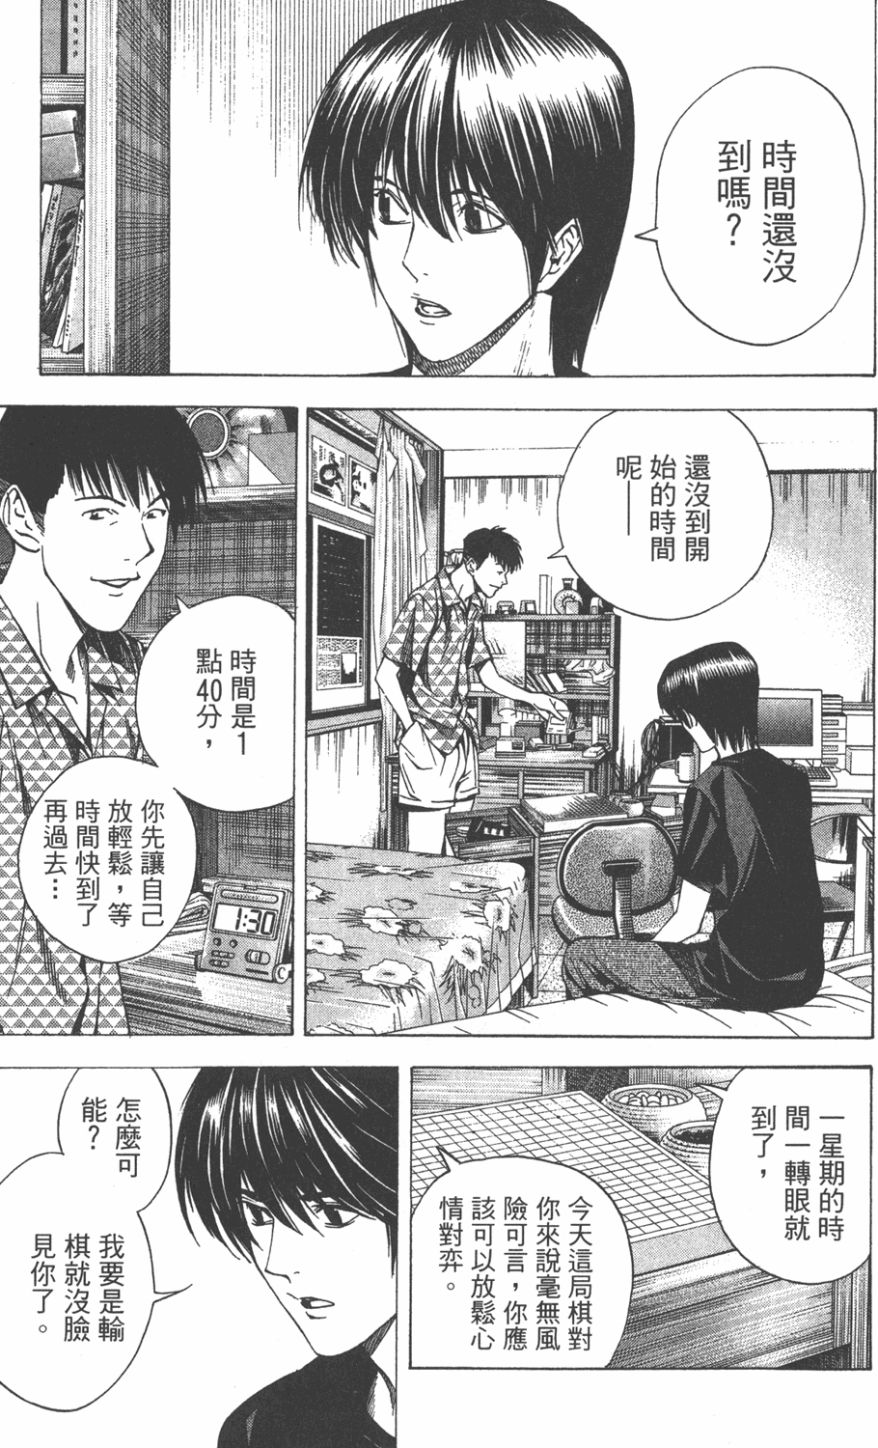 時間還沒
到嗎？
還沒到開
始的時間
呢——
時間是1
點40分，
你先讓自己
放輕鬆，等
時間快到了
再過去…
1:30
一星期的時
間一轉眼就
到了，
今天這局棋對
你來說毫無風
險可言，你應
該可以放鬆心
情對弈。
怎麼可
能？
我要是輸
棋就沒臉
見你了。